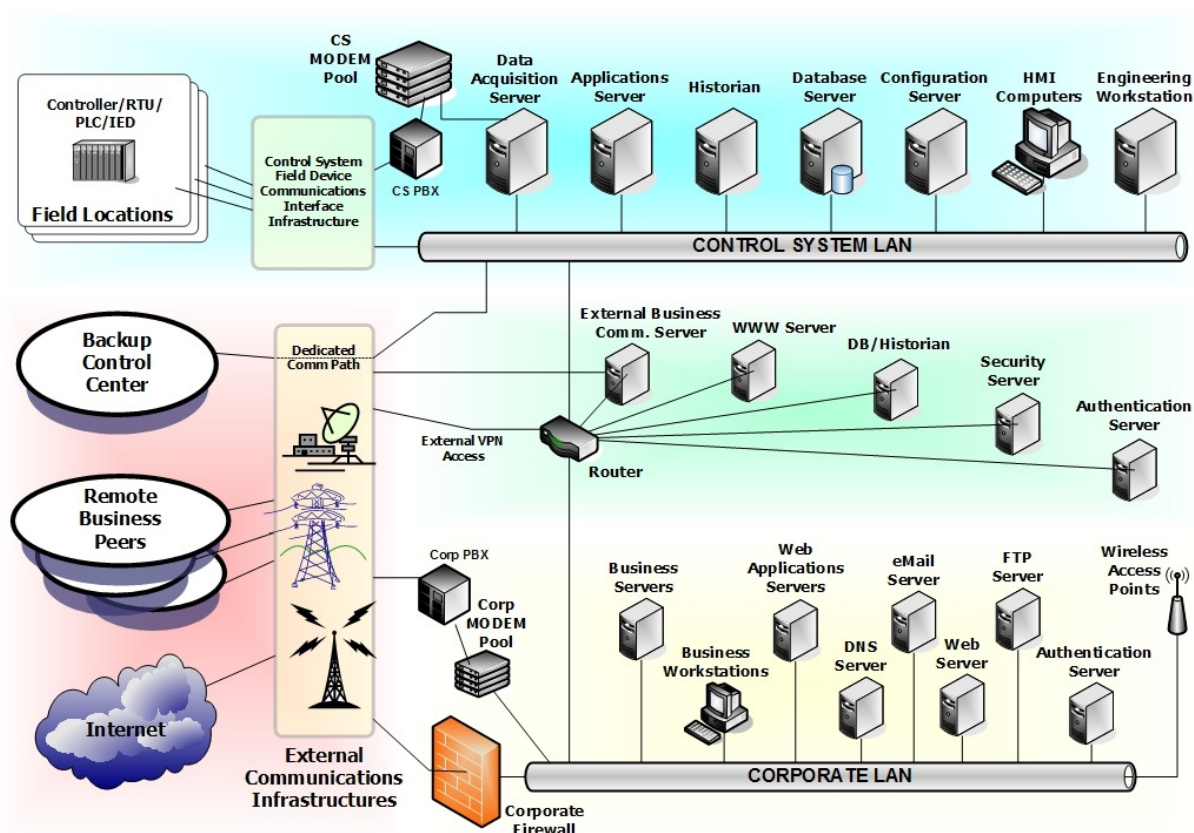 CS
MODEM
Pool
Data
Acquisition
Server
Applications
Server
Historian
Database
Server
Configuration
Server
HMI
Computers
Engineering
Workstation
Controller/RTU/
PLC/IED
Field Locations
Control System
Field Device
Communications
Interface
Infrastructure
CS PBX
CONTROL SYSTEM LAN
Backup
Control
Center
Dedicated
Comm Path
External Business
Comm. Server
WWW Server
DB/Historian
Security
Server
Authentication
Server
External VPN
Access
Router
Remote
Business
Peers
Corp PBX
Corp
MODEM
Pool
Business
Servers
Business
Workstations
Web
Applications
Servers
DNS
Server
eMail
Server
Web
Server
FTP
Server
Authentication
Server
Wireless
Access
Points
Internet
External
Communications
Infrastructures
CORPORATE LAN
Corporate
Firewall